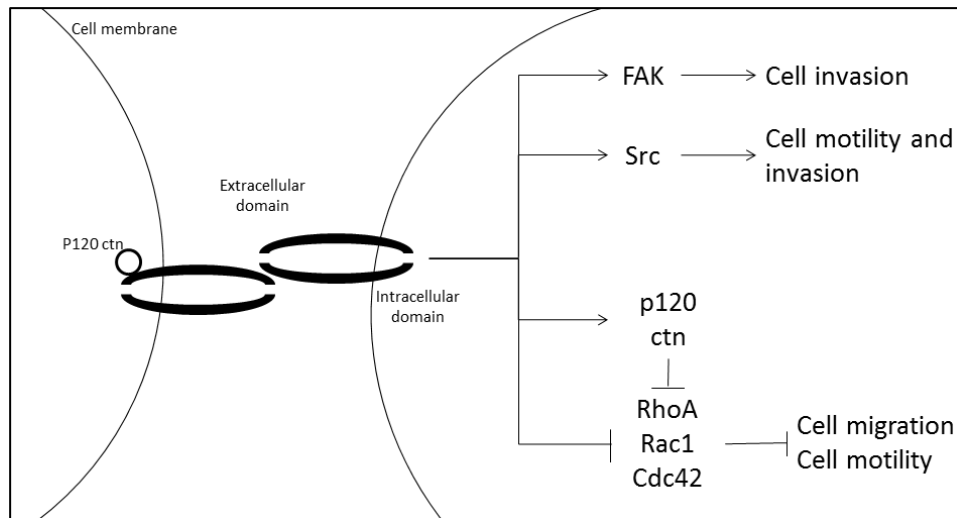 Cell membrane
FAK
Cell invasion
Src
Cell motility and
invasion
Extracellular
domain
P120 ctn
Intracellular
domain
p120
ctn
RhoA
Rac1
Cdc42
Cell migration
Cell motility